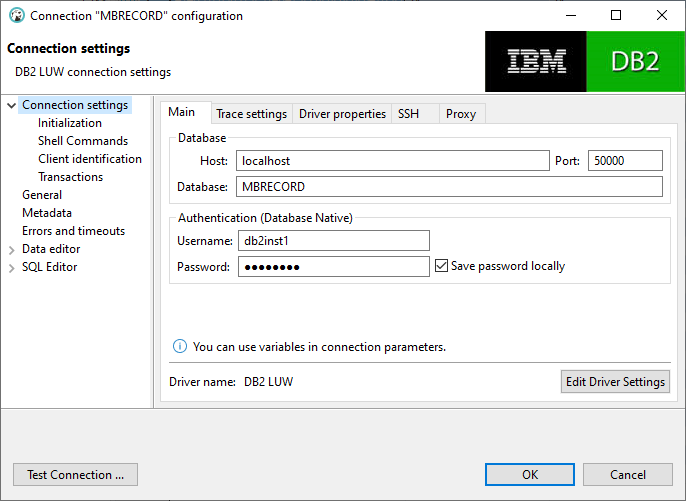 Connection "MBRECORD" configuration
Connection settings
DB2 LUW connection settings
IBM DB2
Connection settings
Initialization
Shell Commands
Client identification
Transactions
General
Metadata
Errors and timeouts
Data editor
SQL Editor
Main Trace settings Driver properties SSH Proxy
Database
Host: localhost Port: 50000
Database: MBRECORD
Authentication (Database Native)
Username: db2inst1
Password: ●●●●●●●● Save password locally
You can use variables in connection parameters.
Driver name: DB2 LUW Edit Driver Settings
Test Connection ... OK Cancel